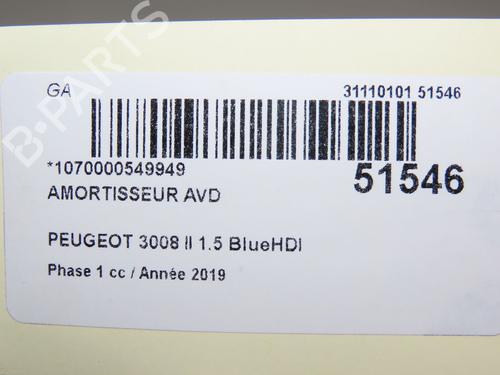 GA 31110101 51546
*1070000549949
51546
AMORTISSEUR AVD
PEUGEOT 3008 II 1.5 BlueHDI
Phase 1 cc / Année 2019
B-PARTS